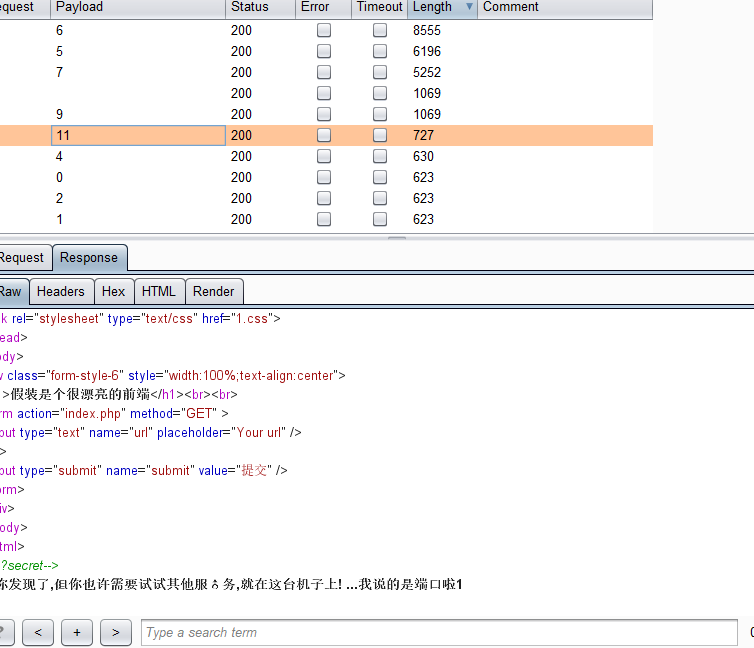 equest Payload Status Error Timeout Length Comment
6 200 8555
5 200 6196
7 200 5252
200 1069
9 200 1069
11 200 727
4 200 630
0 200 623
2 200 623
1 200 623
Request Response
Raw Headers Hex HTML Render
k rel="stylesheet" type="text/css" href="1.css">
ead>
ody>
v class="form-style-6" style="width:100%;text-align:center">
>假装是个很漂亮的前端</h1><br><br>
rm action="index.php" method="GET" >
out type="text" name="url" placeholder="Your url" />
>
out type="submit" name="submit" value="提交" />
orm>
iv>
ody>
tml>
?secret-->
你发现了,但你也许需要试试其他服务,就在这台机子上! ...我说的是端口啦1
? < + > Type a search term